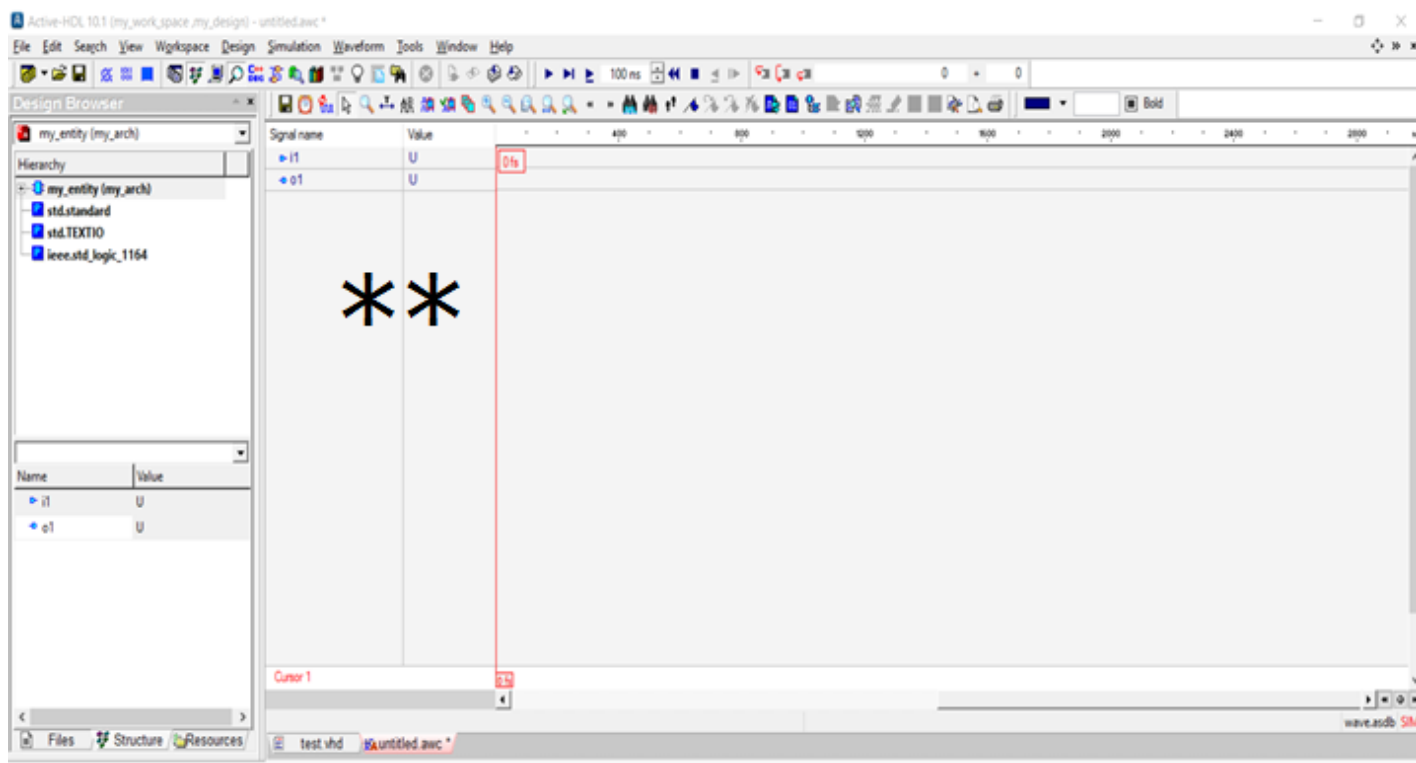 Active-HDL 10.1 (my_work_space ,my_design) - untitled.awc *
File Edit Search View Workspace Design Simulation Waveform Tools Window Help
100 ns 0 + 0
Design Browser
Bold
my_entity (my_arch)
Signal name Value 400 800 1200 1600 2000 2400 2800
Hierarchy
i1 U 0 fs
o1 U
my_entity (my_arch)
std.standard
std.TEXTIO
ieee.std_logic_1164
**
Name Value
i1 U
o1 U
Cursor 1 0 fs
wave.asdb SIM
Files Structure Resources
test.vhd untitled.awc *